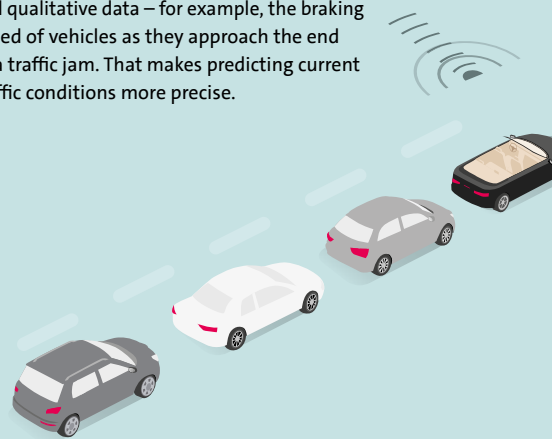 qualitative data – for example, the braking
ed of vehicles as they approach the end
traffic jam. That makes predicting current
ffic conditions more precise.